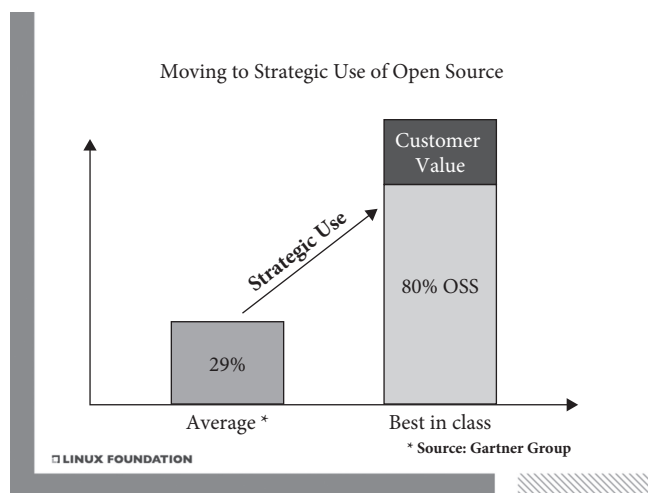 Moving to Strategic Use of Open Source
Customer
Value
Strategic Use
80% OSS
29%
Average *
Best in class
* Source: Gartner Group
LINUX FOUNDATION